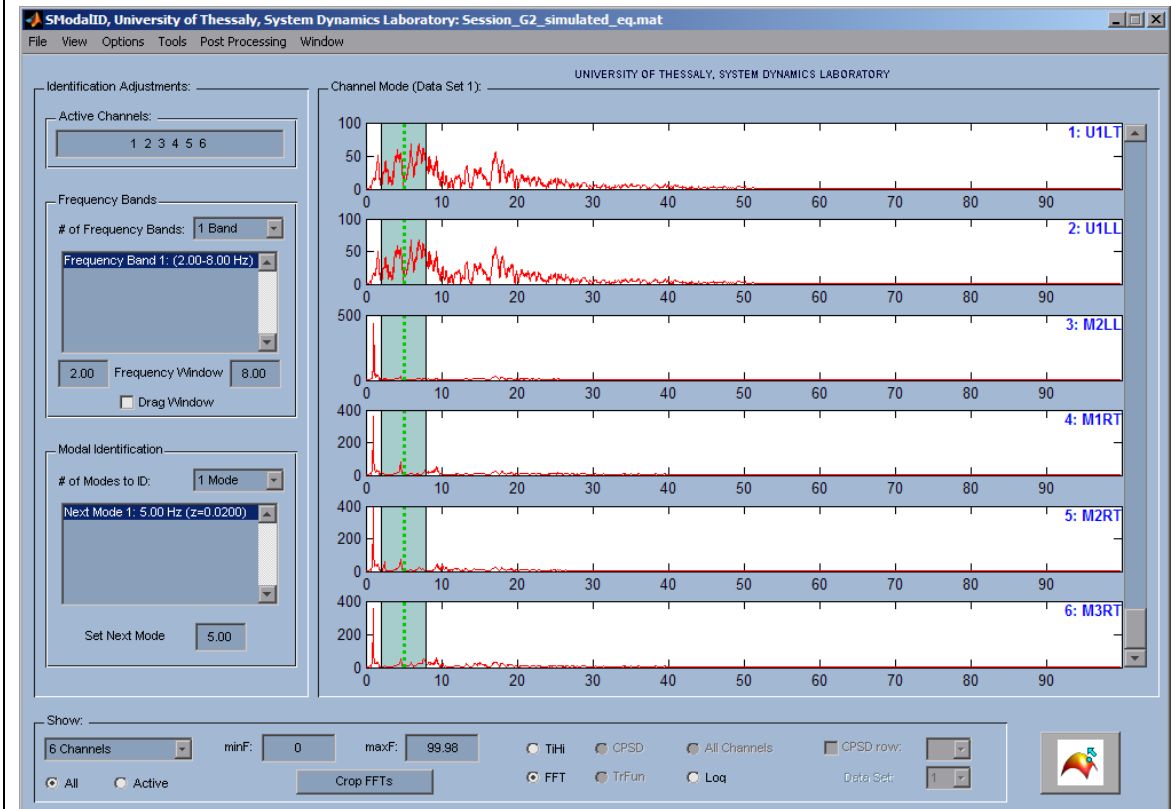 SModalID, University of Thessaly, System Dynamics Laboratory: Session_G2_simulated_eq.mat
File View Options Tools Post Processing Window
UNIVERSITY OF THESSALY, SYSTEM DYNAMICS LABORATORY
Identification Adjustments:
Active Channels:
1 2 3 4 5 6
Frequency Bands
# of Frequency Bands: 1 Band
Frequency Band 1: (2.00-8.00 Hz)
2.00 Frequency Window 8.00
Drag Window
Modal Identification
# of Modes to ID: 1 Mode
Next Mode 1: 5.00 Hz (z=0.0200)
Set Next Mode 5.00
Channel Mode (Data Set 1):
100
50
0
1: U1LT
0 10 20 30 40 50 60 70 80 90
100
50
0
2: U1LL
0 10 20 30 40 50 60 70 80 90
500
0
3: M2LL
0 10 20 30 40 50 60 70 80 90
400
200
0
4: M1RT
0 10 20 30 40 50 60 70 80 90
400
200
0
5: M2RT
0 10 20 30 40 50 60 70 80 90
400
200
0
6: M3RT
0 10 20 30 40 50 60 70 80 90
Show:
6 Channels minF: 0 maxF: 99.98 TiHi CPSD All Channels CPSD row:
All Active Crop FFTs FFT TrFun Log Data Set: 1